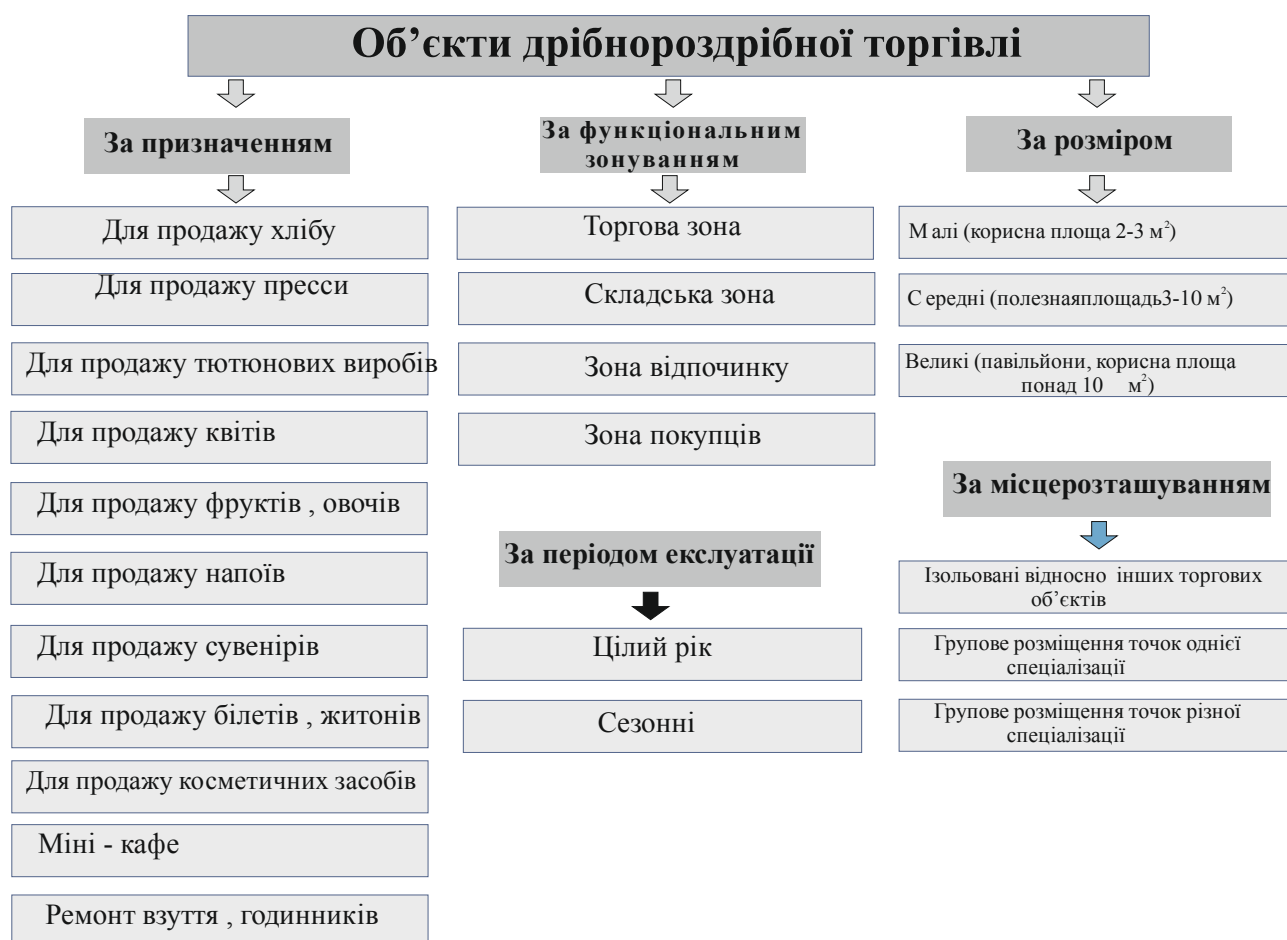 Об’єкти дрібнороздрібної торгівлі
За призначенням
Для продажу хлібу
Для продажу пресси
Для продажу тютюнових виробів
Для продажу квітів
Для продажу фруктів , овочів
Для продажу напоїв
Для продажу сувенірів
Для продажу білетів , житонів
Для продажу косметичних засобів
Міні - кафе
Ремонт взуття , годинників
За функціональним
зонуванням
Торгова зона
Складська зона
Зона відпочинку
Зона покупців
За періодом екслуатації
Цілий рік
Сезонні
За розміром
Малі (корисна площа 2-3 м²)
Середні (полезнаяплощадь3-10 м²)
Великі (павільйони, корисна площа
понад 10 м²)
За місцерозташуванням
Ізольовані відносно інших торгових
об’єктів
Групове розміщення точок однієї
спеціалізації
Групове розміщення точок різної
спеціалізації